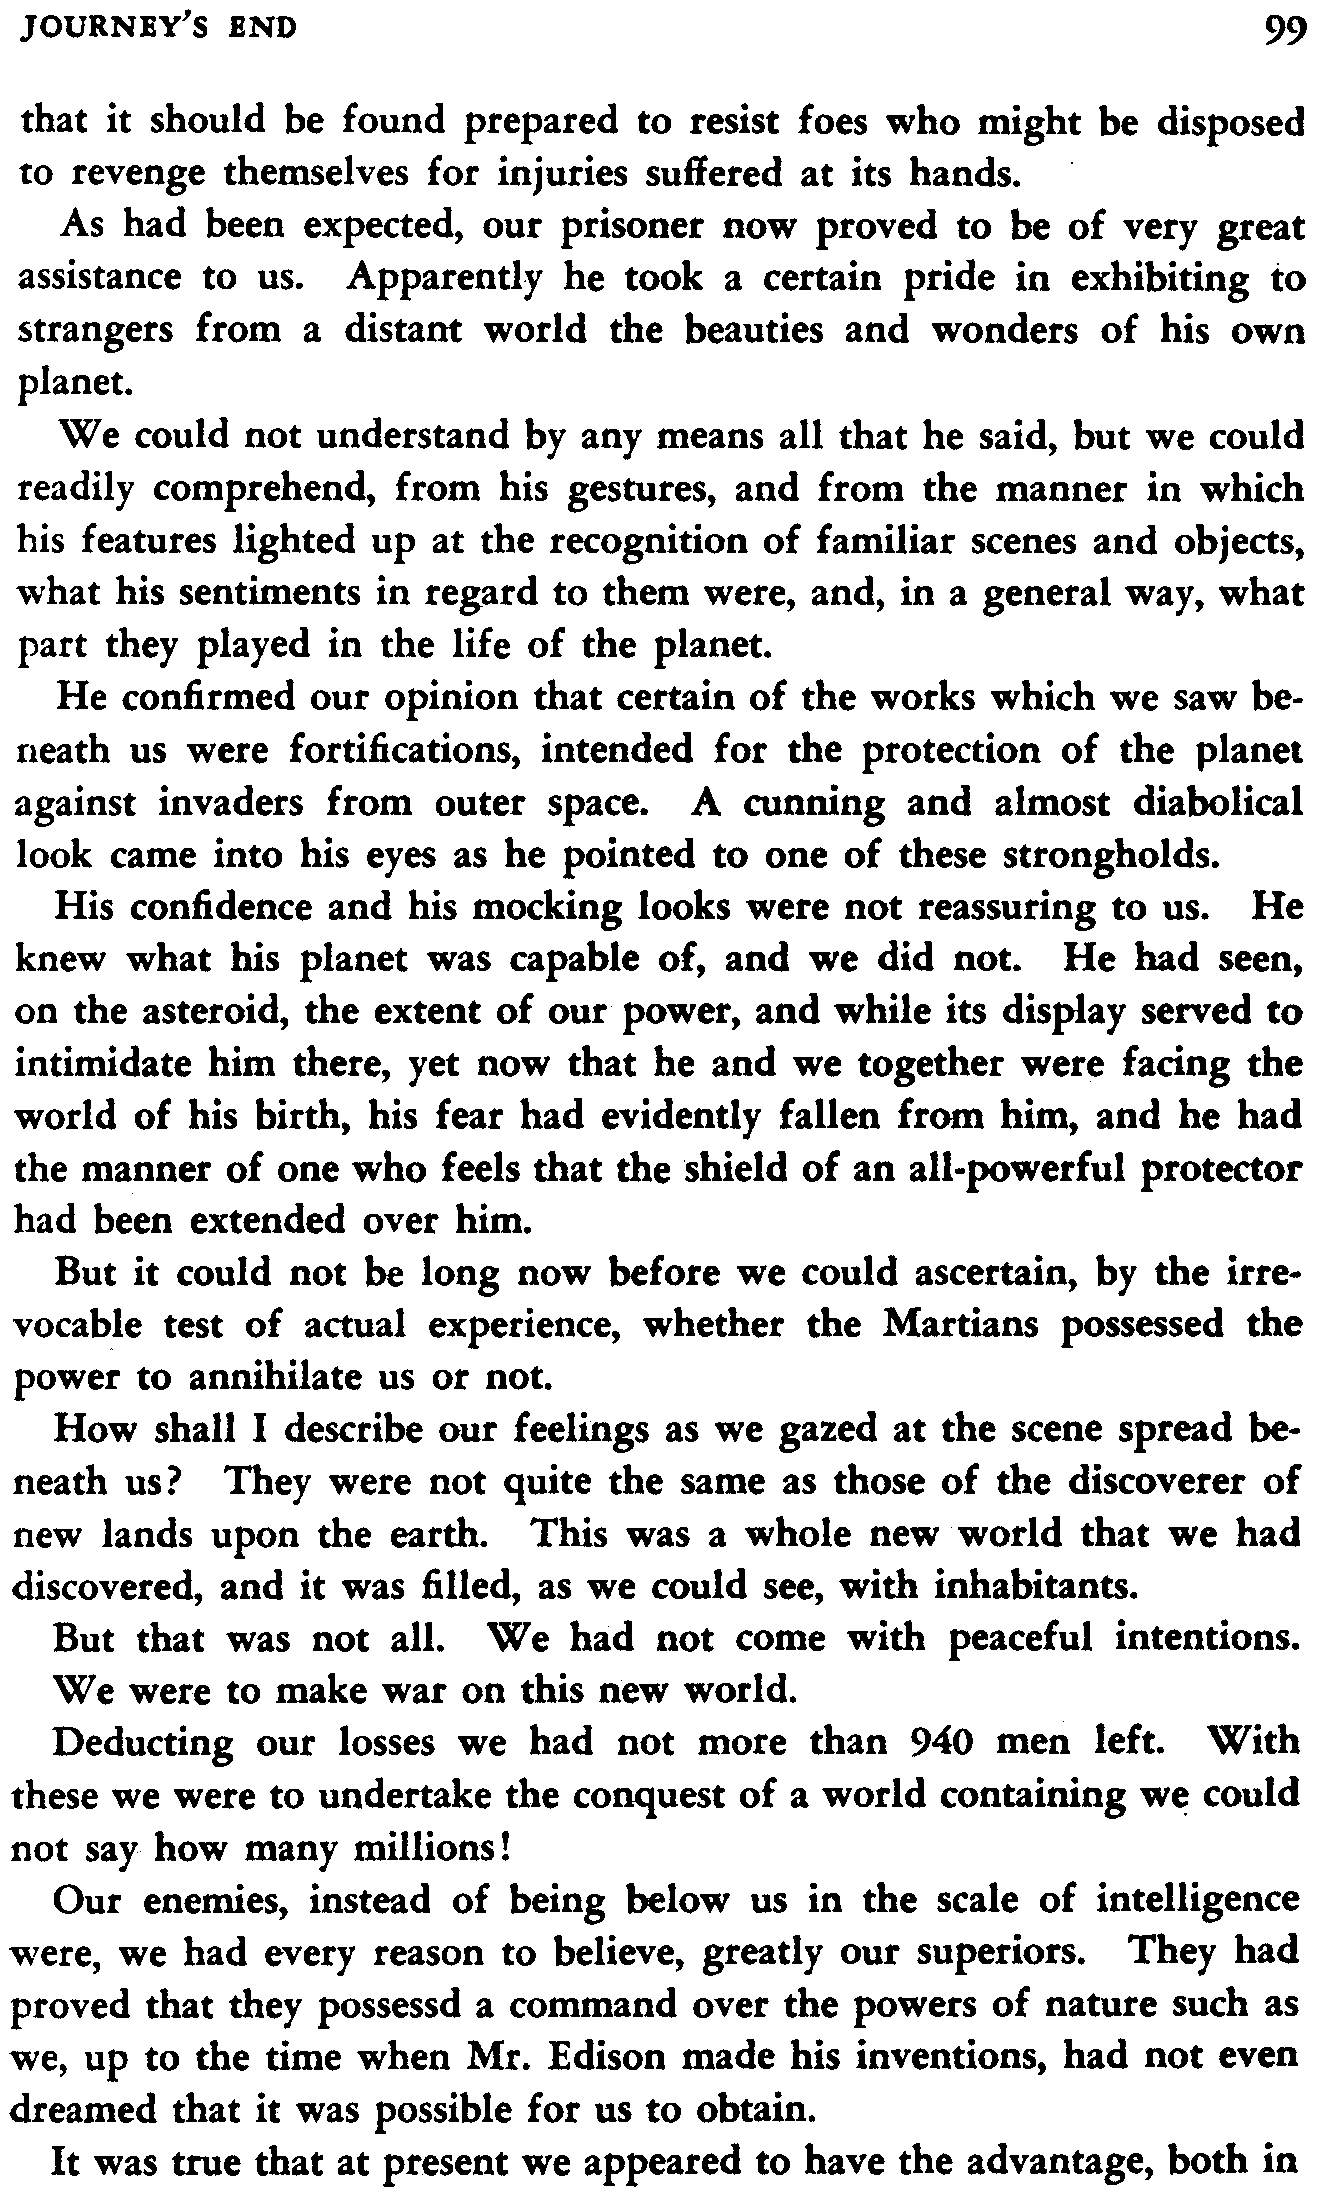 JOURNEY'S END 99
that it should be found prepared to resist foes who might be disposed
to revenge themselves for injuries suffered at its hands.
As had been expected, our prisoner now proved to be of very great
assistance to us. Apparently he took a certain pride in exhibiting to
strangers from a distant world the beauties and wonders of his own
planet.
We could not understand by any means all that he said, but we could
readily comprehend, from his gestures, and from the manner in which
his features lighted up at the recognition of familiar scenes and objects,
what his sentiments in regard to them were, and, in a general way, what
part they played in the life of the planet.
He confirmed our opinion that certain of the works which we saw be-
neath us were fortifications, intended for the protection of the planet
against invaders from outer space. A cunning and almost diabolical
look came into his eyes as he pointed to one of these strongholds.
His confidence and his mocking looks were not reassuring to us. He
knew what his planet was capable of, and we did not. He had seen,
on the asteroid, the extent of our power, and while its display served to
intimidate him there, yet now that he and we together were facing the
world of his birth, his fear had evidently fallen from him, and he had
the manner of one who feels that the shield of an all-powerful protector
had been extended over him.
But it could not be long now before we could ascertain, by the irre-
vocable test of actual experience, whether the Martians possessed the
power to annihilate us or not.
How shall I describe our feelings as we gazed at the scene spread be-
neath us? They were not quite the same as those of the discoverer of
new lands upon the earth. This was a whole new world that we had
discovered, and it was filled, as we could see, with inhabitants.
But that was not all. We had not come with peaceful intentions.
We were to make war on this new world.
Deducting our losses we had not more than 940 men left. With
these we were to undertake the conquest of a world containing we could
not say how many millions!
Our enemies, instead of being below us in the scale of intelligence
were, we had every reason to believe, greatly our superiors. They had
proved that they possessd a command over the powers of nature such as
we, up to the time when Mr. Edison made his inventions, had not even
dreamed that it was possible for us to obtain.
It was true that at present we appeared to have the advantage, both in